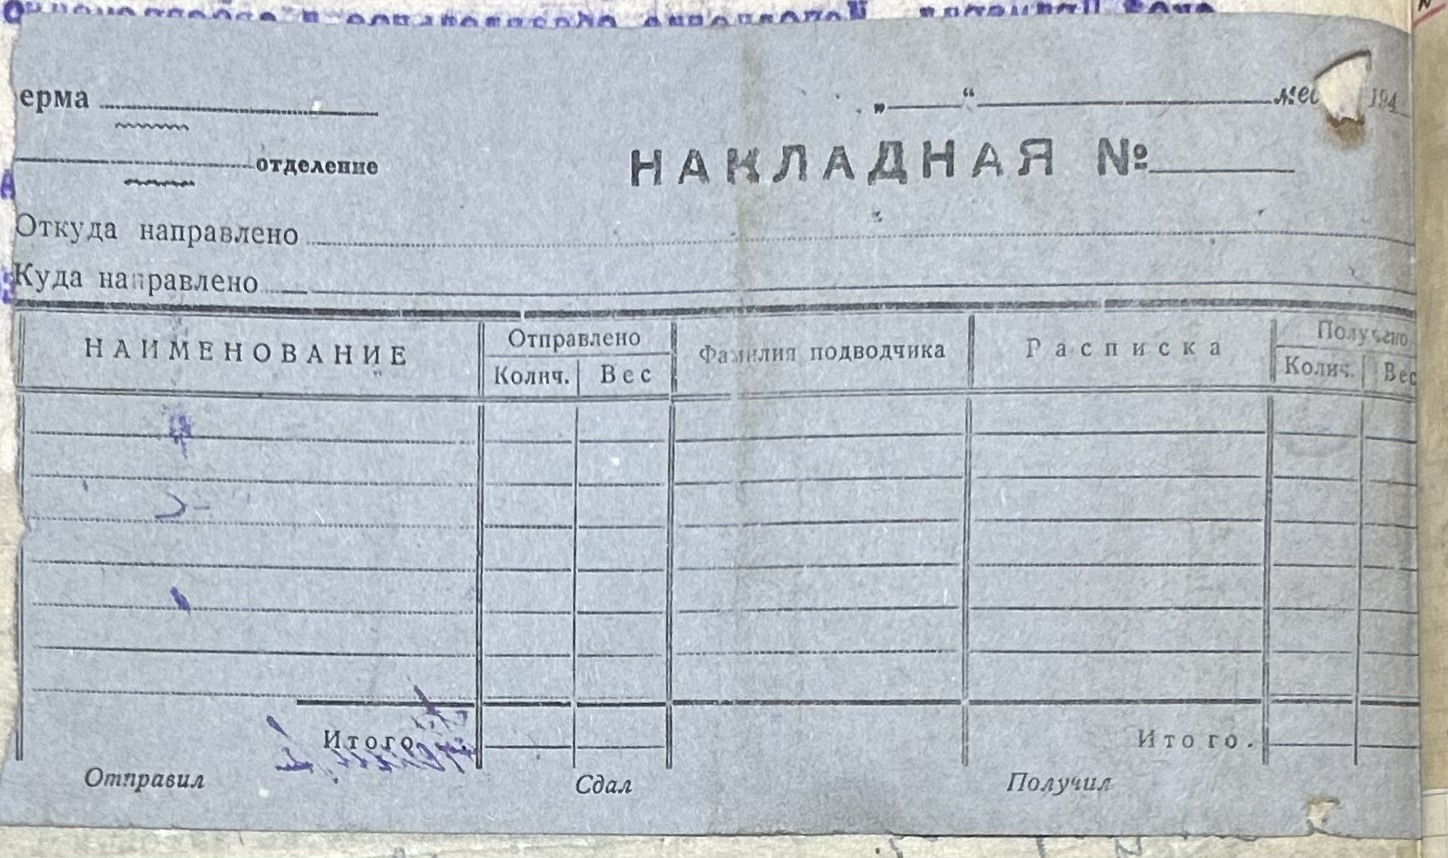 ерма „ “ мес 194
отделение
НАКЛАДНАЯ №
Откуда направлено
Куда направлено
НАИМЕНОВАНИЕ Отправлено Фамилия подводчика Расписка Получено
Колич. Вес Колич. Вес
Итого Итого.
Отправил Сдал Получил